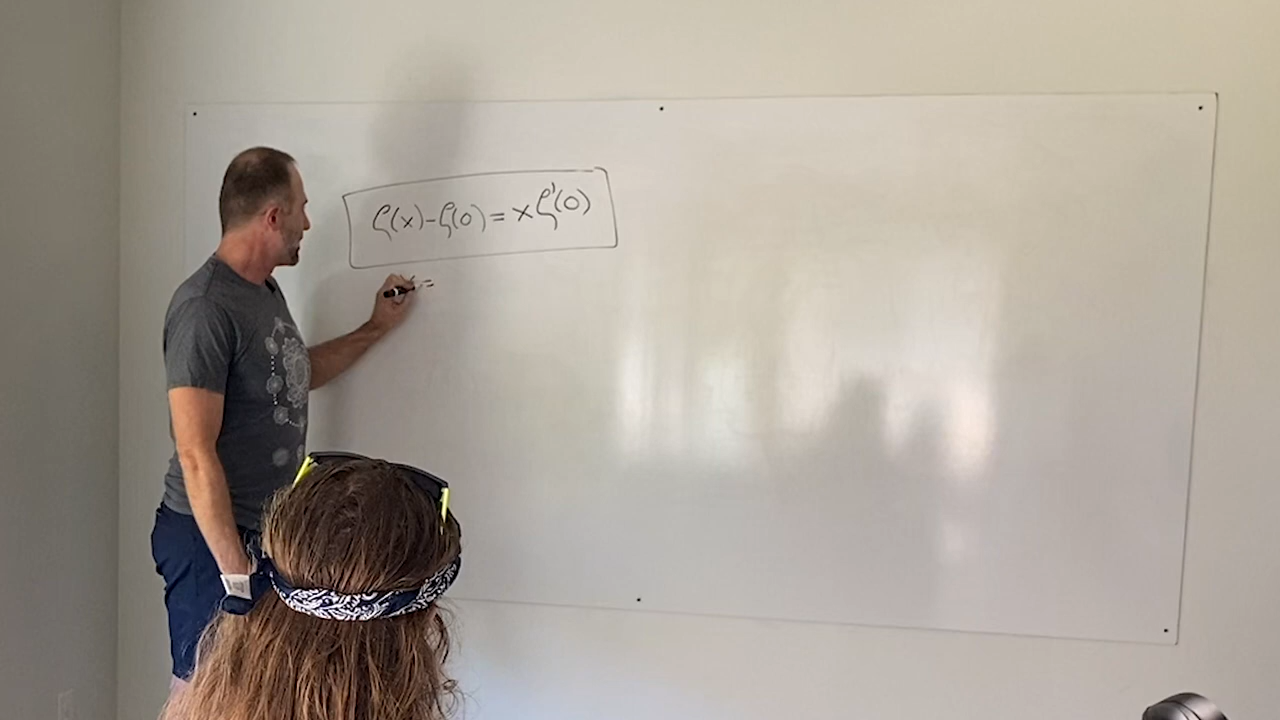 ζ(x)-ζ(0) = xζ'(0)
=